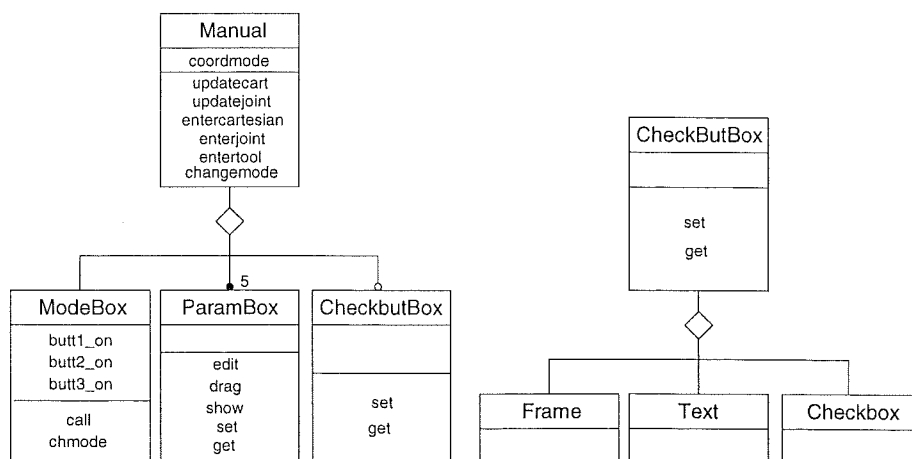 Manual
coordmode
updatecart
updatejoint
entercartesian
enterjoint
entertool
changemode
5
ModeBox
butt1_on
butt2_on
butt3_on
call
chmode
ParamBox
edit
drag
show
set
get
CheckbutBox
set
get
CheckButBox
set
get
Frame
Text
Checkbox